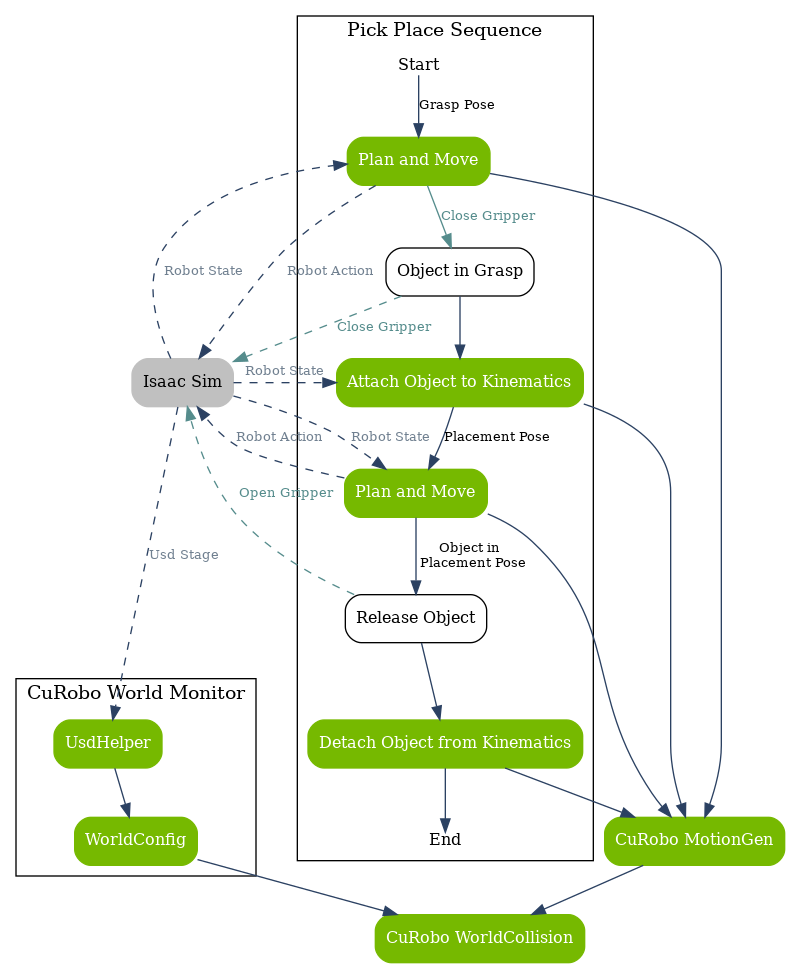 Pick Place Sequence
Start
Grasp Pose
Plan and Move
Close Gripper
Robot State
Robot Action
Object in Grasp
Close Gripper
Robot State
Isaac Sim
Attach Object to Kinematics
Robot Action
Robot State
Placement Pose
Open Gripper
Plan and Move
Usd Stage
Object in
Placement Pose
Release Object
CuRobo World Monitor
UsdHelper
Detach Object from Kinematics
WorldConfig
End
CuRobo MotionGen
CuRobo WorldCollision